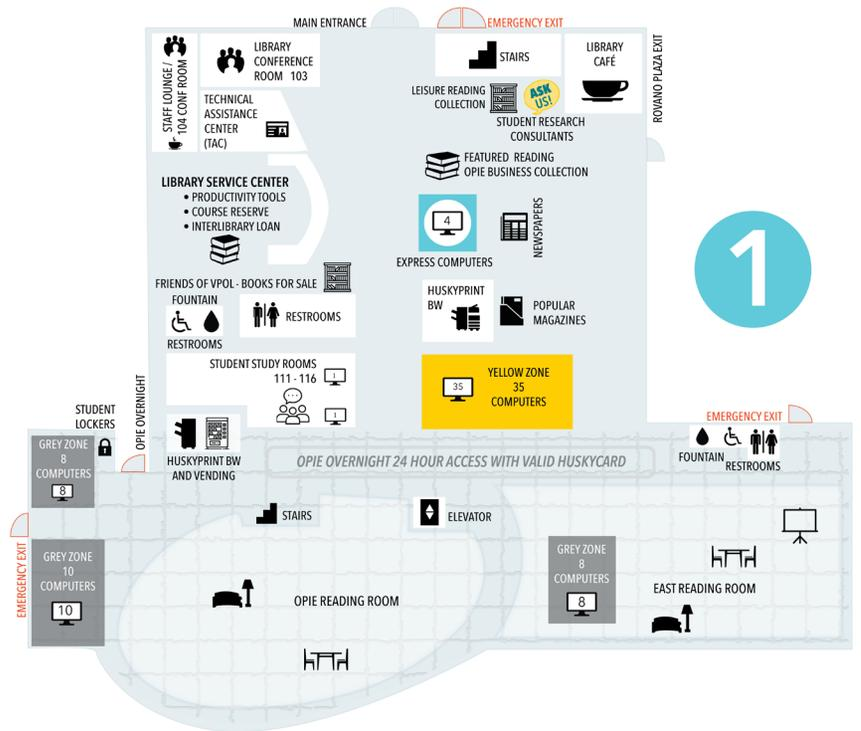 MAIN ENTRANCE
EMERGENCY EXIT
STAFF LOUNGE /
104 CONF ROOM
LIBRARY
CONFERENCE
ROOM 103
STAIRS
LIBRARY
CAFÉ
ROVANO PLAZA EXIT
TECHNICAL
ASSISTANCE
CENTER
(TAC)
LEISURE READING
COLLECTION
ASK
US!
STUDENT RESEARCH
CONSULTANTS
FEATURED READING
OPIE BUSINESS COLLECTION
LIBRARY SERVICE CENTER
• PRODUCTIVITY TOOLS
• COURSE RESERVE
• INTERLIBRARY LOAN
4
EXPRESS COMPUTERS
NEWSPAPERS
1
FRIENDS OF VPOL - BOOKS FOR SALE
FOUNTAIN
RESTROOMS
RESTROOMS
HUSKYPRINT
BW
POPULAR
MAGAZINES
STUDENT STUDY ROOMS
111 - 116
1
1
35
YELLOW ZONE
35
COMPUTERS
STUDENT
LOCKERS
OPIE OVERNIGHT
EMERGENCY EXIT
GREY ZONE
8
COMPUTERS
8
HUSKYPRINT BW
AND VENDING
OPIE OVERNIGHT 24 HOUR ACCESS WITH VALID HUSKYCARD
FOUNTAIN
RESTROOMS
STAIRS
ELEVATOR
EMERGENCY EXIT
GREY ZONE
10
COMPUTERS
10
OPIE READING ROOM
GREY ZONE
8
COMPUTERS
8
EAST READING ROOM